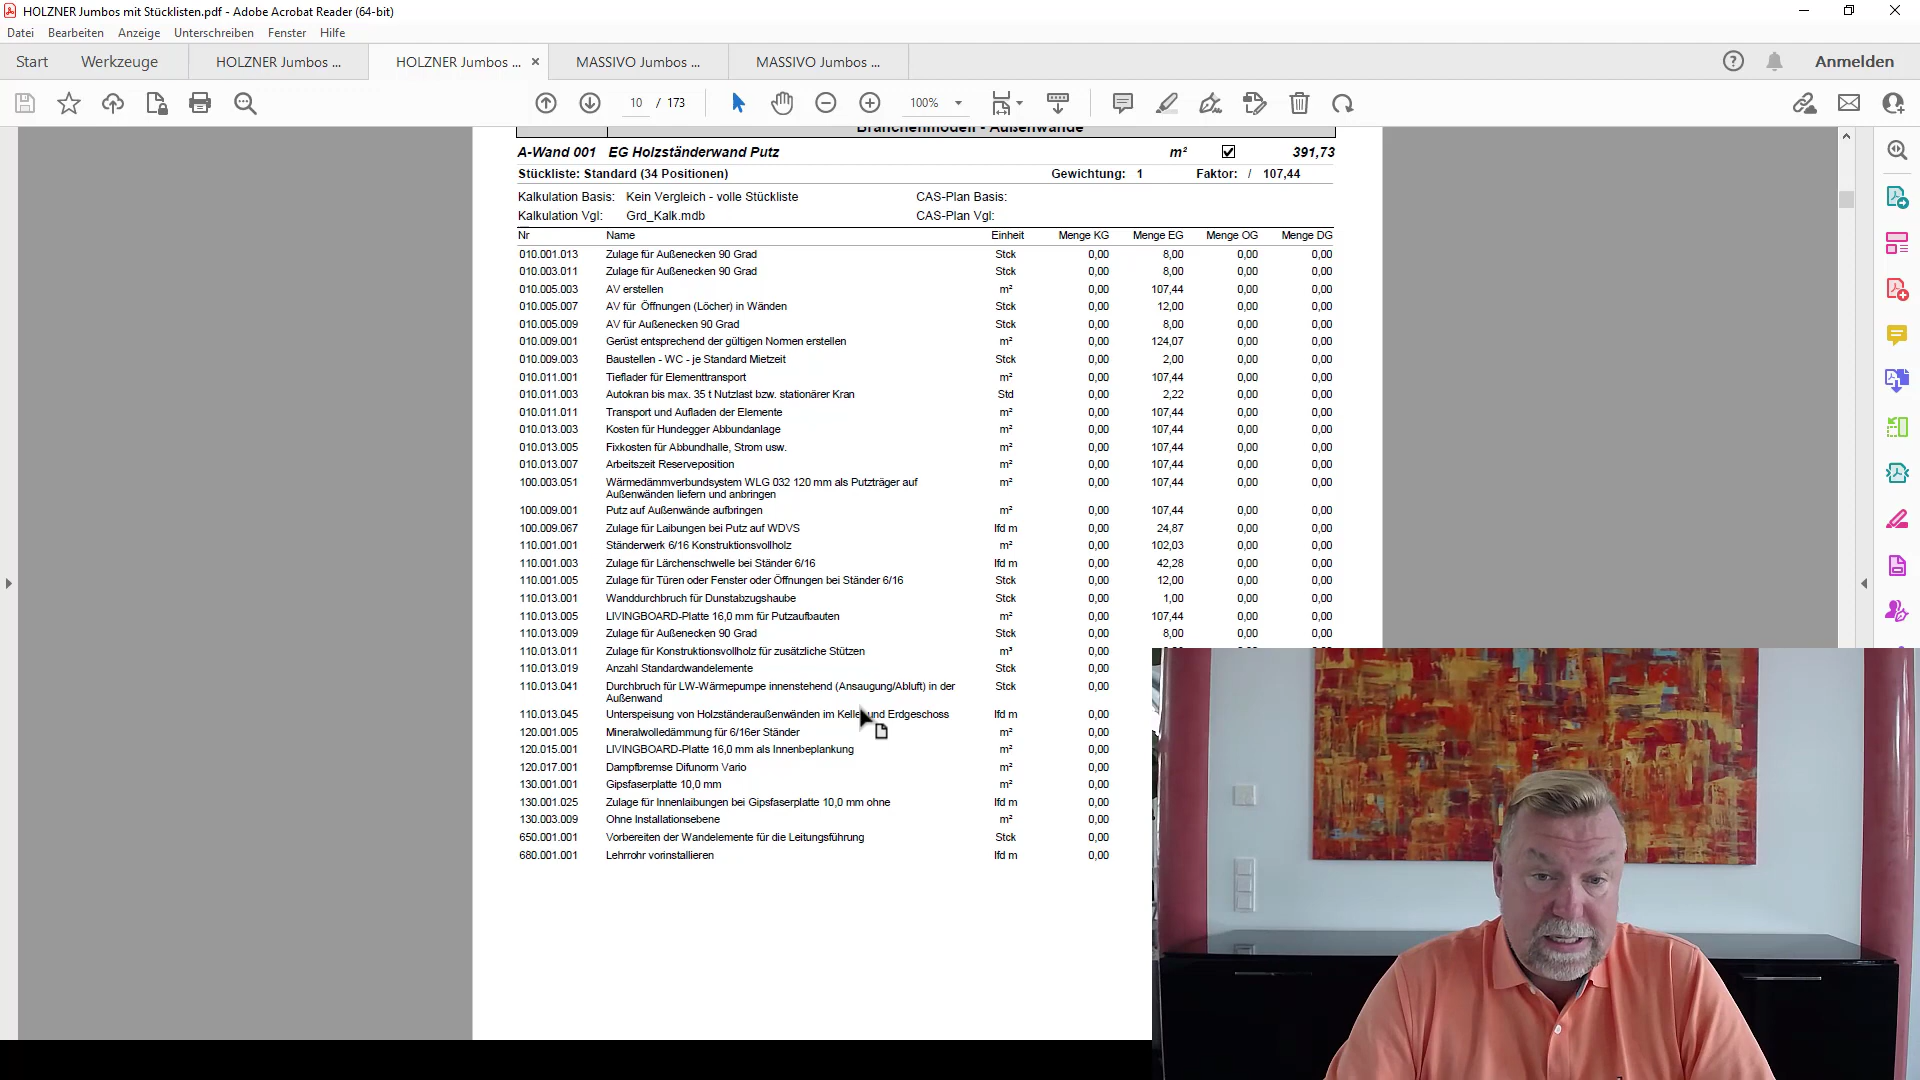 HOLZNER Jumbos mit Stücklisten.pdf - Adobe Acrobat Reader (64-bit)
Datei Bearbeiten Anzeige Unterschreiben Fenster Hilfe
Start Werkzeuge HOLZNER Jumbos ... HOLZNER Jumbos ... × MASSIVO Jumbos ... MASSIVO Jumbos ... Anmelden
10 / 173 100%
Branchenmodell - Außenwände
A-Wand 001 EG Holzständerwand Putz m² 391,73
Stückliste: Standard (34 Positionen) Gewichtung: 1 Faktor: / 107,44
Kalkulation Basis: Kein Vergleich - volle Stückliste CAS-Plan Basis:
Kalkulation Vgl: Grd_Kalk.mdb CAS-Plan Vgl:
Nr Name Einheit Menge KG Menge EG Menge OG Menge DG
010.001.013 Zulage für Außenecken 90 Grad Stck 0,00 8,00 0,00 0,00
010.003.011 Zulage für Außenecken 90 Grad Stck 0,00 8,00 0,00 0,00
010.005.003 AV erstellen m² 0,00 107,44 0,00 0,00
010.005.007 AV für Öffnungen (Löcher) in Wänden Stck 0,00 12,00 0,00 0,00
010.005.009 AV für Außenecken 90 Grad Stck 0,00 8,00 0,00 0,00
010.009.001 Gerüst entsprechend der gültigen Normen erstellen m² 0,00 124,07 0,00 0,00
010.009.003 Baustellen - WC - je Standard Mietzeit Stck 0,00 2,00 0,00 0,00
010.011.001 Tieflader für Elementtransport m² 0,00 107,44 0,00 0,00
010.011.003 Autokran bis max. 35 t Nutzlast bzw. stationärer Kran Std 0,00 2,22 0,00 0,00
010.011.011 Transport und Aufladen der Elemente m² 0,00 107,44 0,00 0,00
010.013.003 Kosten für Hundegger Abbundanlage m² 0,00 107,44 0,00 0,00
010.013.005 Fixkosten für Abbundhalle, Strom usw. m² 0,00 107,44 0,00 0,00
010.013.007 Arbeitszeit Reserveposition m² 0,00 107,44 0,00 0,00
100.003.051 Wärmedämmverbundsystem WLG 032 120 mm als Putzträger auf m² 0,00 107,44 0,00 0,00
Außenwänden liefern und anbringen
100.009.001 Putz auf Außenwände aufbringen m² 0,00 107,44 0,00 0,00
100.009.067 Zulage für Laibungen bei Putz auf WDVS lfd m 0,00 24,87 0,00 0,00
110.001.001 Ständerwerk 6/16 Konstruktionsvollholz m² 0,00 102,03 0,00 0,00
110.001.003 Zulage für Lärchenschwelle bei Ständer 6/16 lfd m 0,00 42,28 0,00 0,00
110.001.005 Zulage für Türen oder Fenster oder Öffnungen bei Ständer 6/16 Stck 0,00 12,00 0,00 0,00
110.013.001 Wanddurchbruch für Dunstabzugshaube Stck 0,00 1,00 0,00 0,00
110.013.005 LIVINGBOARD-Platte 16,0 mm für Putzaufbauten m² 0,00 107,44 0,00 0,00
110.013.009 Zulage für Außenecken 90 Grad Stck 0,00 8,00 0,00 0,00
110.013.011 Zulage für Konstruktionsvollholz für zusätzliche Stützen m³ 0,00
110.013.019 Anzahl Standardwandelemente Stck 0,00
110.013.041 Durchbruch für LW-Wärmepumpe innenstehend (Ansaugung/Abluft) in der Stck 0,00
Außenwand
110.013.045 Unterspeisung von Holzständeraußenwänden im und Erdgeschoss lfd m 0,00
120.001.005 Mineralwolledämmung für 6/16er Ständer m² 0,00
120.015.001 LIVINGBOARD-Platte 16,0 mm als Innenbeplankung m² 0,00
120.017.001 Dampfbremse Difunorm Vario m² 0,00
130.001.001 Gipsfaserplatte 10,0 mm m² 0,00
130.001.025 Zulage für Innenlaibungen bei Gipsfaserplatte 10,0 mm ohne lfd m 0,00
130.003.009 Ohne Installationsebene m² 0,00
650.001.001 Vorbereiten der Wandelemente für die Leitungsführung Stck 0,00
680.001.001 Lehrrohr vorinstallieren lfd m 0,00